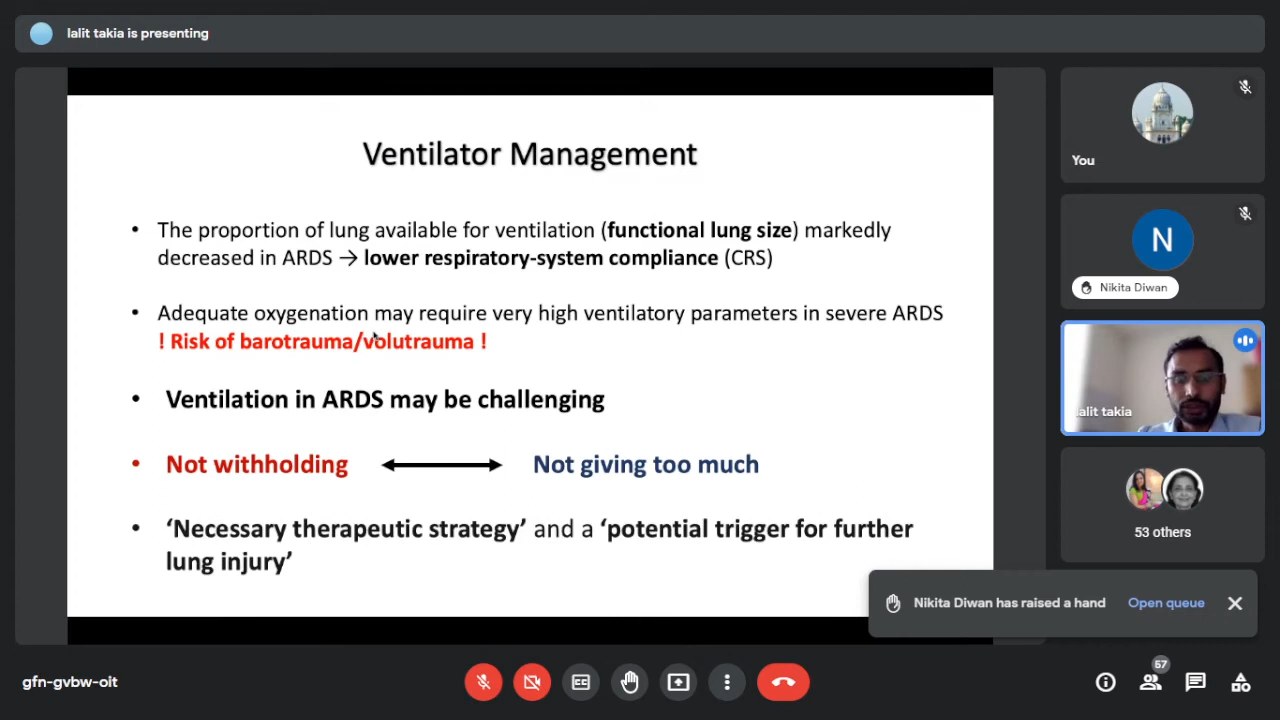 lalit takia is presenting
Ventilator Management
• The proportion of lung available for ventilation (functional lung size) markedly
decreased in ARDS → lower respiratory-system compliance (CRS)
• Adequate oxygenation may require very high ventilatory parameters in severe ARDS
! Risk of barotrauma/volutrauma !
• Ventilation in ARDS may be challenging
• Not withholding ⟷ Not giving too much
• ‘Necessary therapeutic strategy’ and a ‘potential trigger for further
lung injury’
You
N
Nikita Diwan
lalit takia
53 others
Nikita Diwan has raised a hand Open queue
gfn-gvbw-oit
CC
57